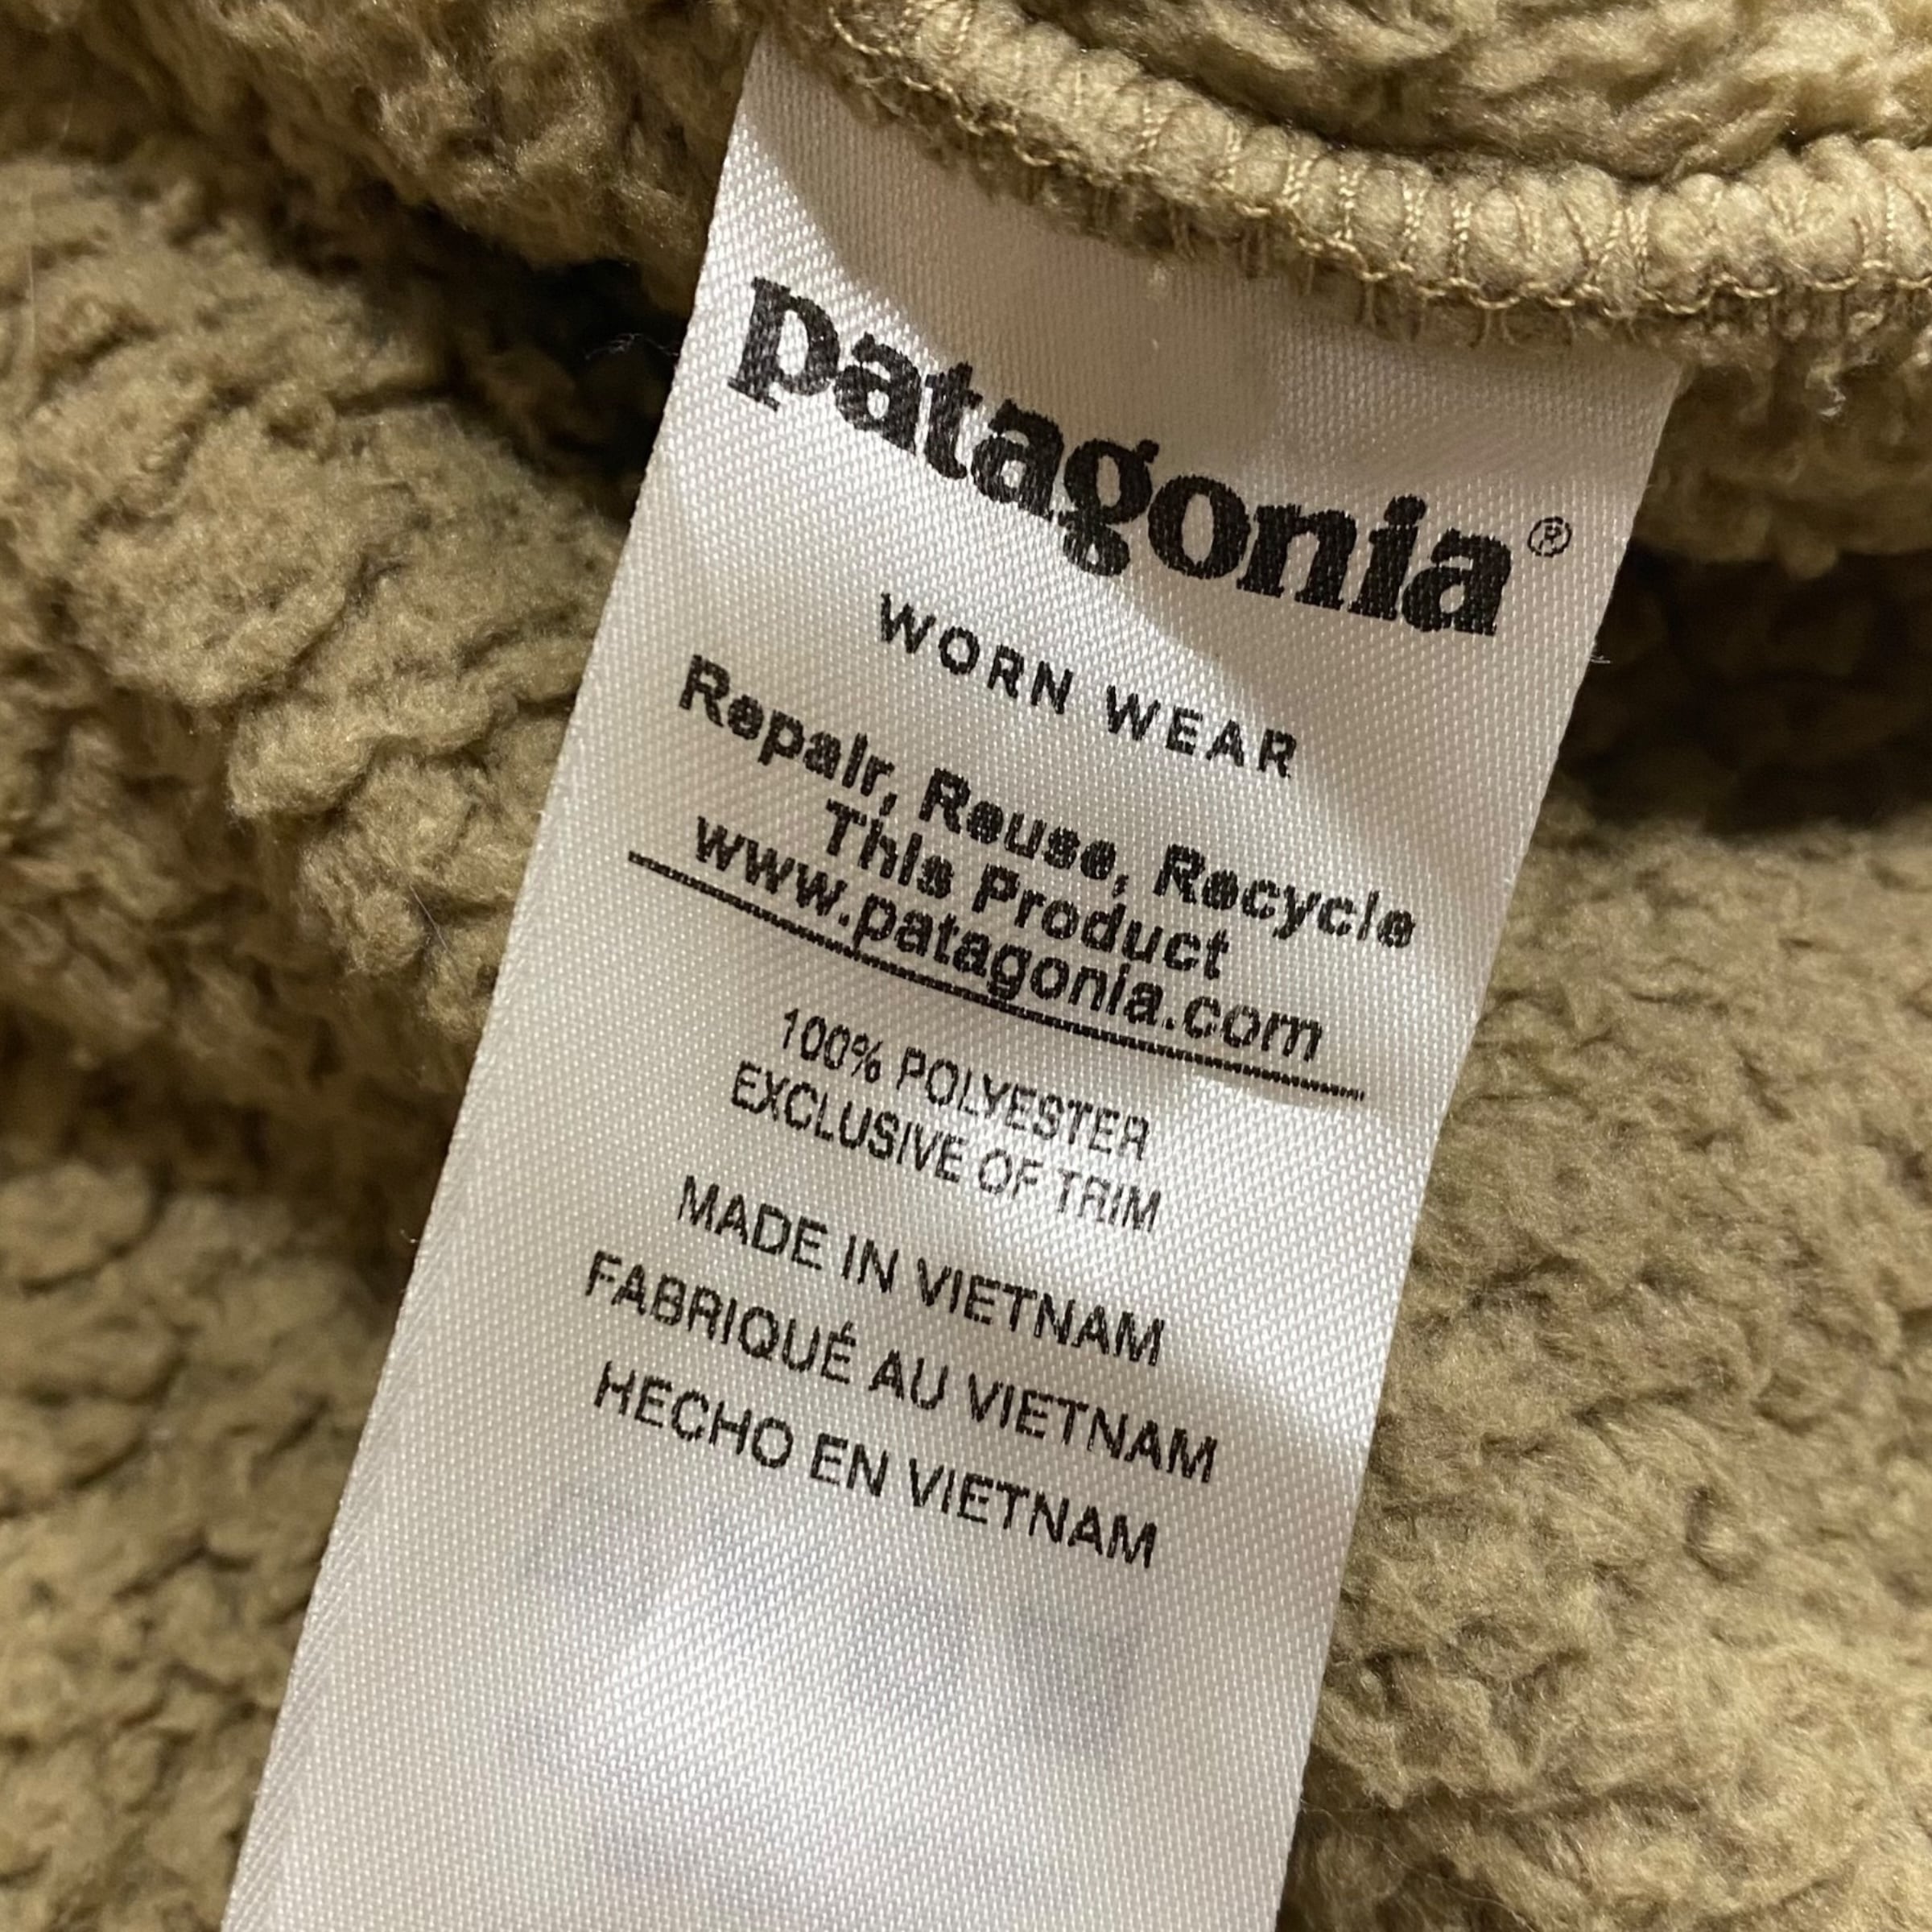 patagonia®
WORN WEAR
Repair, Reuse, Recycle
This Product
www.patagonia.com
100% POLYESTER
EXCLUSIVE OF TRIM
MADE IN VIETNAM
FABRIQUÉ AU VIETNAM
HECHO EN VIETNAM